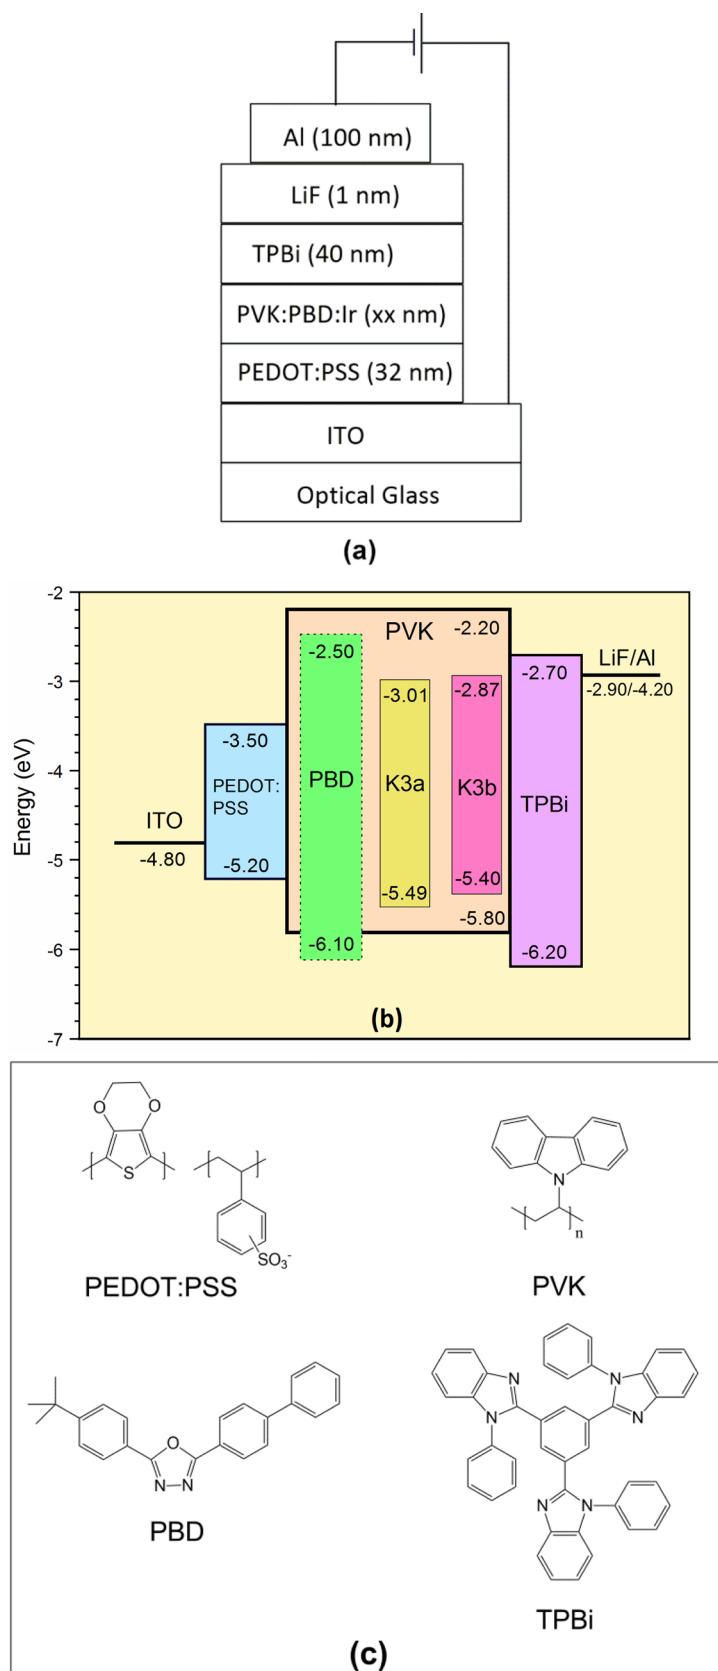 Al (100 nm)
LiF (1 nm)
TPBi (40 nm)
PVK:PBD:Ir (xx nm)
PEDOT:PSS (32 nm)
ITO
Optical Glass
(a)
Energy (eV)
-2
-3
-4
-5
-6
-7
ITO
-4.80
-3.50
PEDOT:
PSS
-5.20
PVK
-2.20
-5.80
-2.50
PBD
-6.10
-3.01
K3a
-5.49
-2.87
K3b
-5.40
-2.70
TPBi
-6.20
LiF/Al
-2.90/-4.20
(b)
O
O
S
SO3-
PEDOT:PSS
N
n
PVK
O
N N
PBD
N
N
N
N
N
N
TPBi
(c)